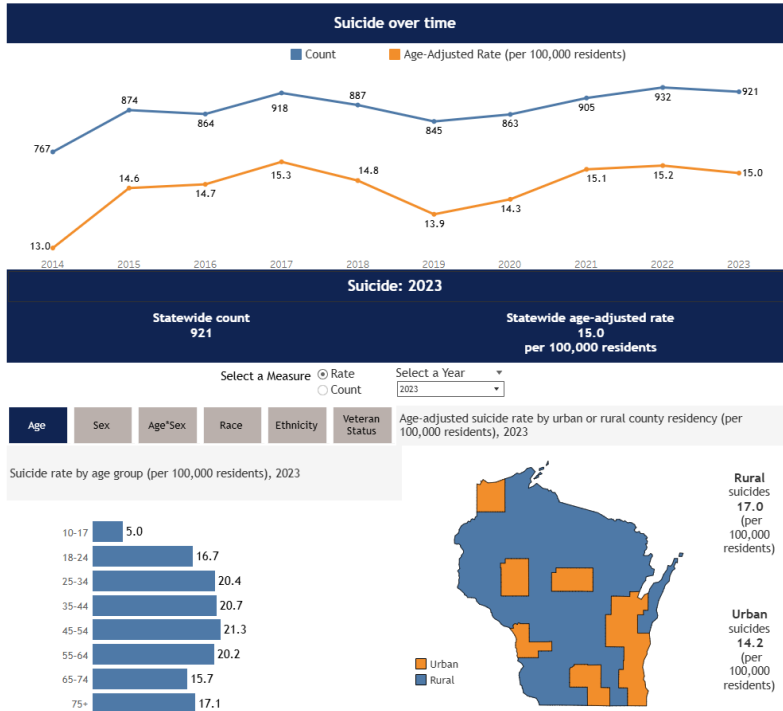 Suicide over time
Count Age-Adjusted Rate (per 100,000 residents)
767 874 864 918 887 845 863 905 932 921
13.0 14.6 14.7 15.3 14.8 13.9 14.3 15.1 15.2 15.0
2014 2015 2016 2017 2018 2019 2020 2021 2022 2023
Suicide: 2023
Statewide count
921
Statewide age-adjusted rate
15.0
per 100,000 residents
Select a Measure Rate
Count
Select a Year
2023
Age
Sex
Age*Sex
Race
Ethnicity
Veteran
Status
Age-adjusted suicide rate by urban or rural county residency (per
100,000 residents), 2023
Suicide rate by age group (per 100,000 residents), 2023
10-17 5.0
18-24 16.7
25-34 20.4
35-44 20.7
45-54 21.3
55-64 20.2
65-74 15.7
75+ 17.1
Urban
Rural
Rural
suicides
17.0
(per
100,000
residents)
Urban
suicides
14.2
(per
100,000
residents)